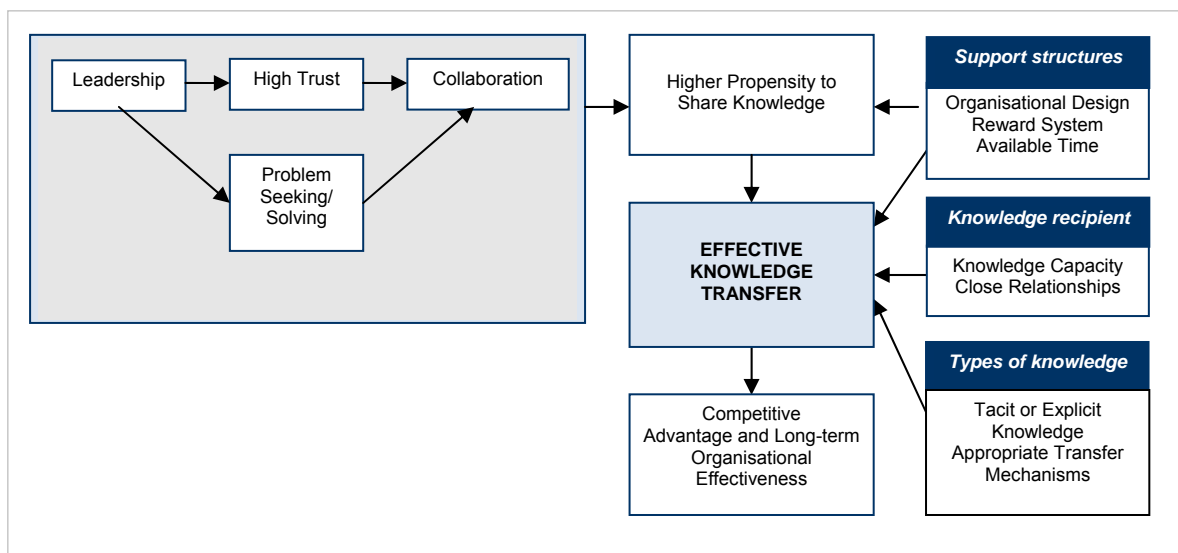 Leadership
High Trust
Collaboration
Problem
Seeking/
Solving
Higher Propensity to
Share Knowledge
EFFECTIVE
KNOWLEDGE
TRANSFER
Competitive
Advantage and Long-term
Organisational
Effectiveness
Support structures
Organisational Design
Reward System
Available Time
Knowledge recipient
Knowledge Capacity
Close Relationships
Types of knowledge
Tacit or Explicit
Knowledge
Appropriate Transfer
Mechanisms